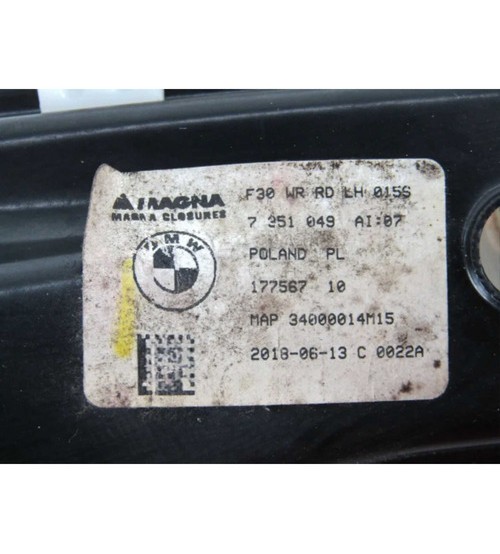 MAGNA
MAGNA CLOSURES
BMW
F30 WR RD LH 015S
7 351 049 AI:07
POLAND PL
177567 10
MAP 34000014M15
2018-06-13 C 0022A